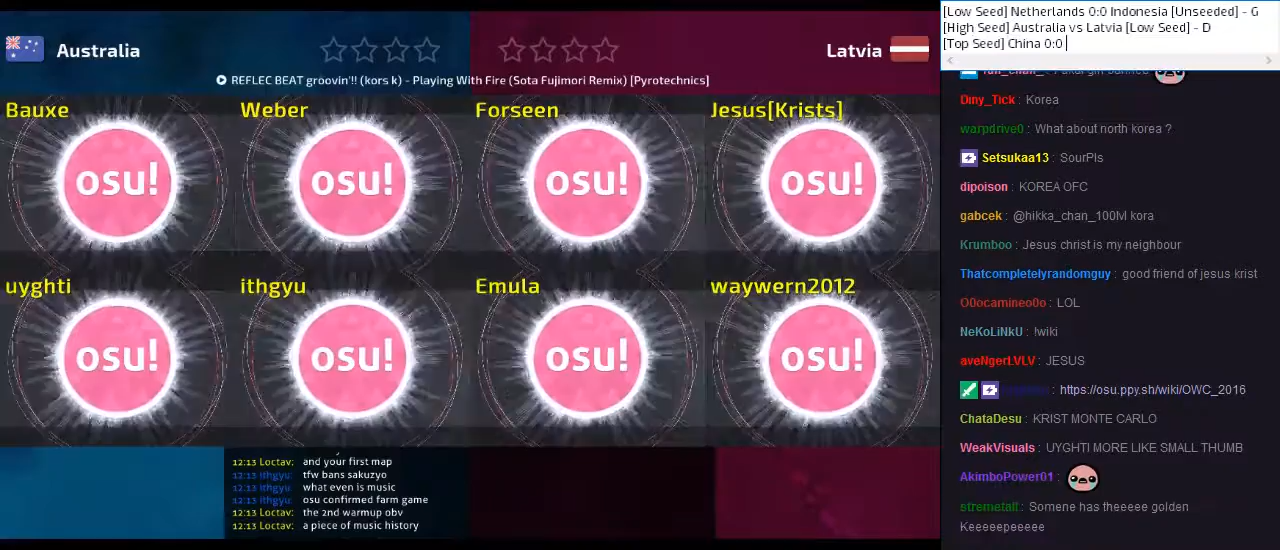 Australia
Latvia
REFLEC BEAT groovin'!! (kors k) - Playing With Fire (Sota Fujimori Remix) [Pyrotechnics]
Bauxe
Weber
Forseen
Jesus[Krists]
osu!
osu!
osu!
osu!
uyghti
ithgyu
Emula
waywern2012
osu!
osu!
osu!
osu!
12:13 Loctav: and your first map
12:13 ithgyu: tfw bans sakuzyo
12:13 ithgyu: what even is music
12:13 ithgyu: osu confirmed farm game
12:13 Loctav: the 2nd warmup obv
12:13 Loctav: a piece of music history
[Low Seed] Netherlands 0:0 Indonesia [Unseeded] - G
[High Seed] Australia vs Latvia [Low Seed] - D
[Top Seed] China 0:0
Diny_Tick : Korea
warpdrive0 : What about north korea ?
Setsukaa13 : SourPls
dipoison : KOREA OFC
gabcek : @hikka_chan_100M kora
Krumboo : Jesus christ is my neighbour
Thatcompletelyrandomguy : good friend of jesus krist
O0ocamineo0o : LOL
NeKoLiNkU : !wiki
aveNgerLVLV : JESUS
: https://osu.ppy.sh/wiki/OWC_2016
ChataDesu : KRIST MONTE CARLO
WeakVisuals : UYGHTI MORE LIKE SMALL THUMB
AkimboPower01 :
stremetall : Somene has theeeee golden
Keeeeepeeeee